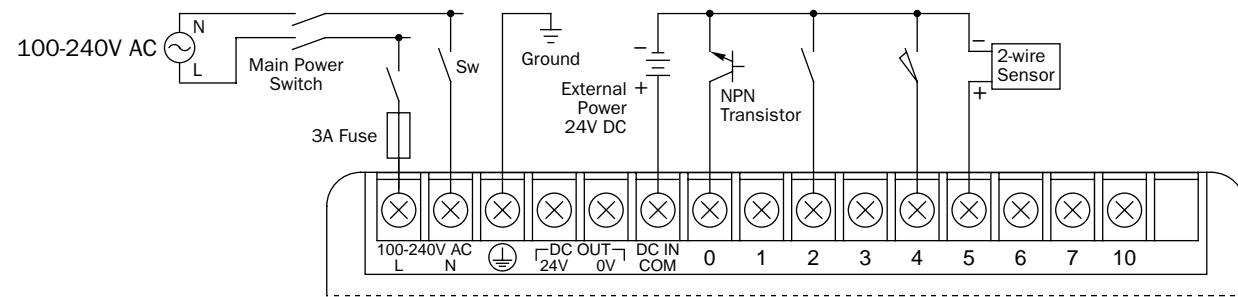 N
100-240V AC
L
Main Power
Switch
Sw
3A Fuse
Ground
−
External +
Power
24V DC
NPN
Transistor
−
2-wire
Sensor
+
100-240V AC
L N
DC OUT
24V 0V
DC IN
COM
0 1 2 3 4 5 6 7 10